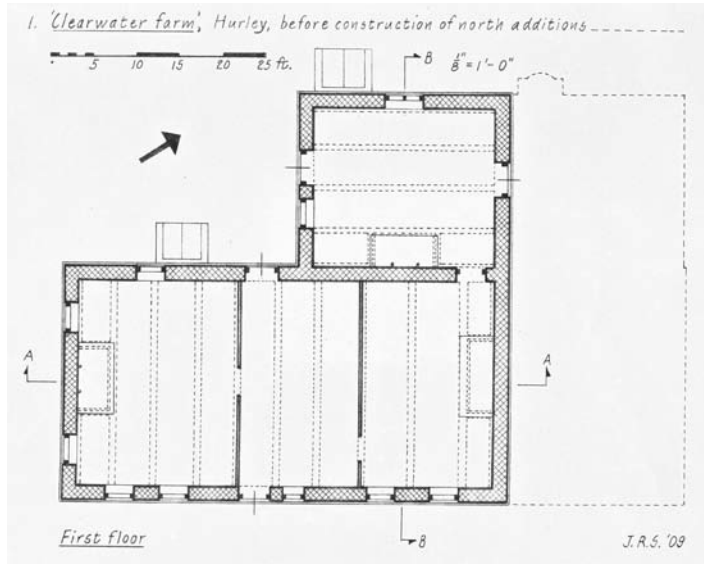 1. 'Clearwater farm', Hurley, before construction of north additions
5 10 15 20 25 ft.
B
1/8" = 1'-0"
A
A
B
First floor
J.R.S. '09